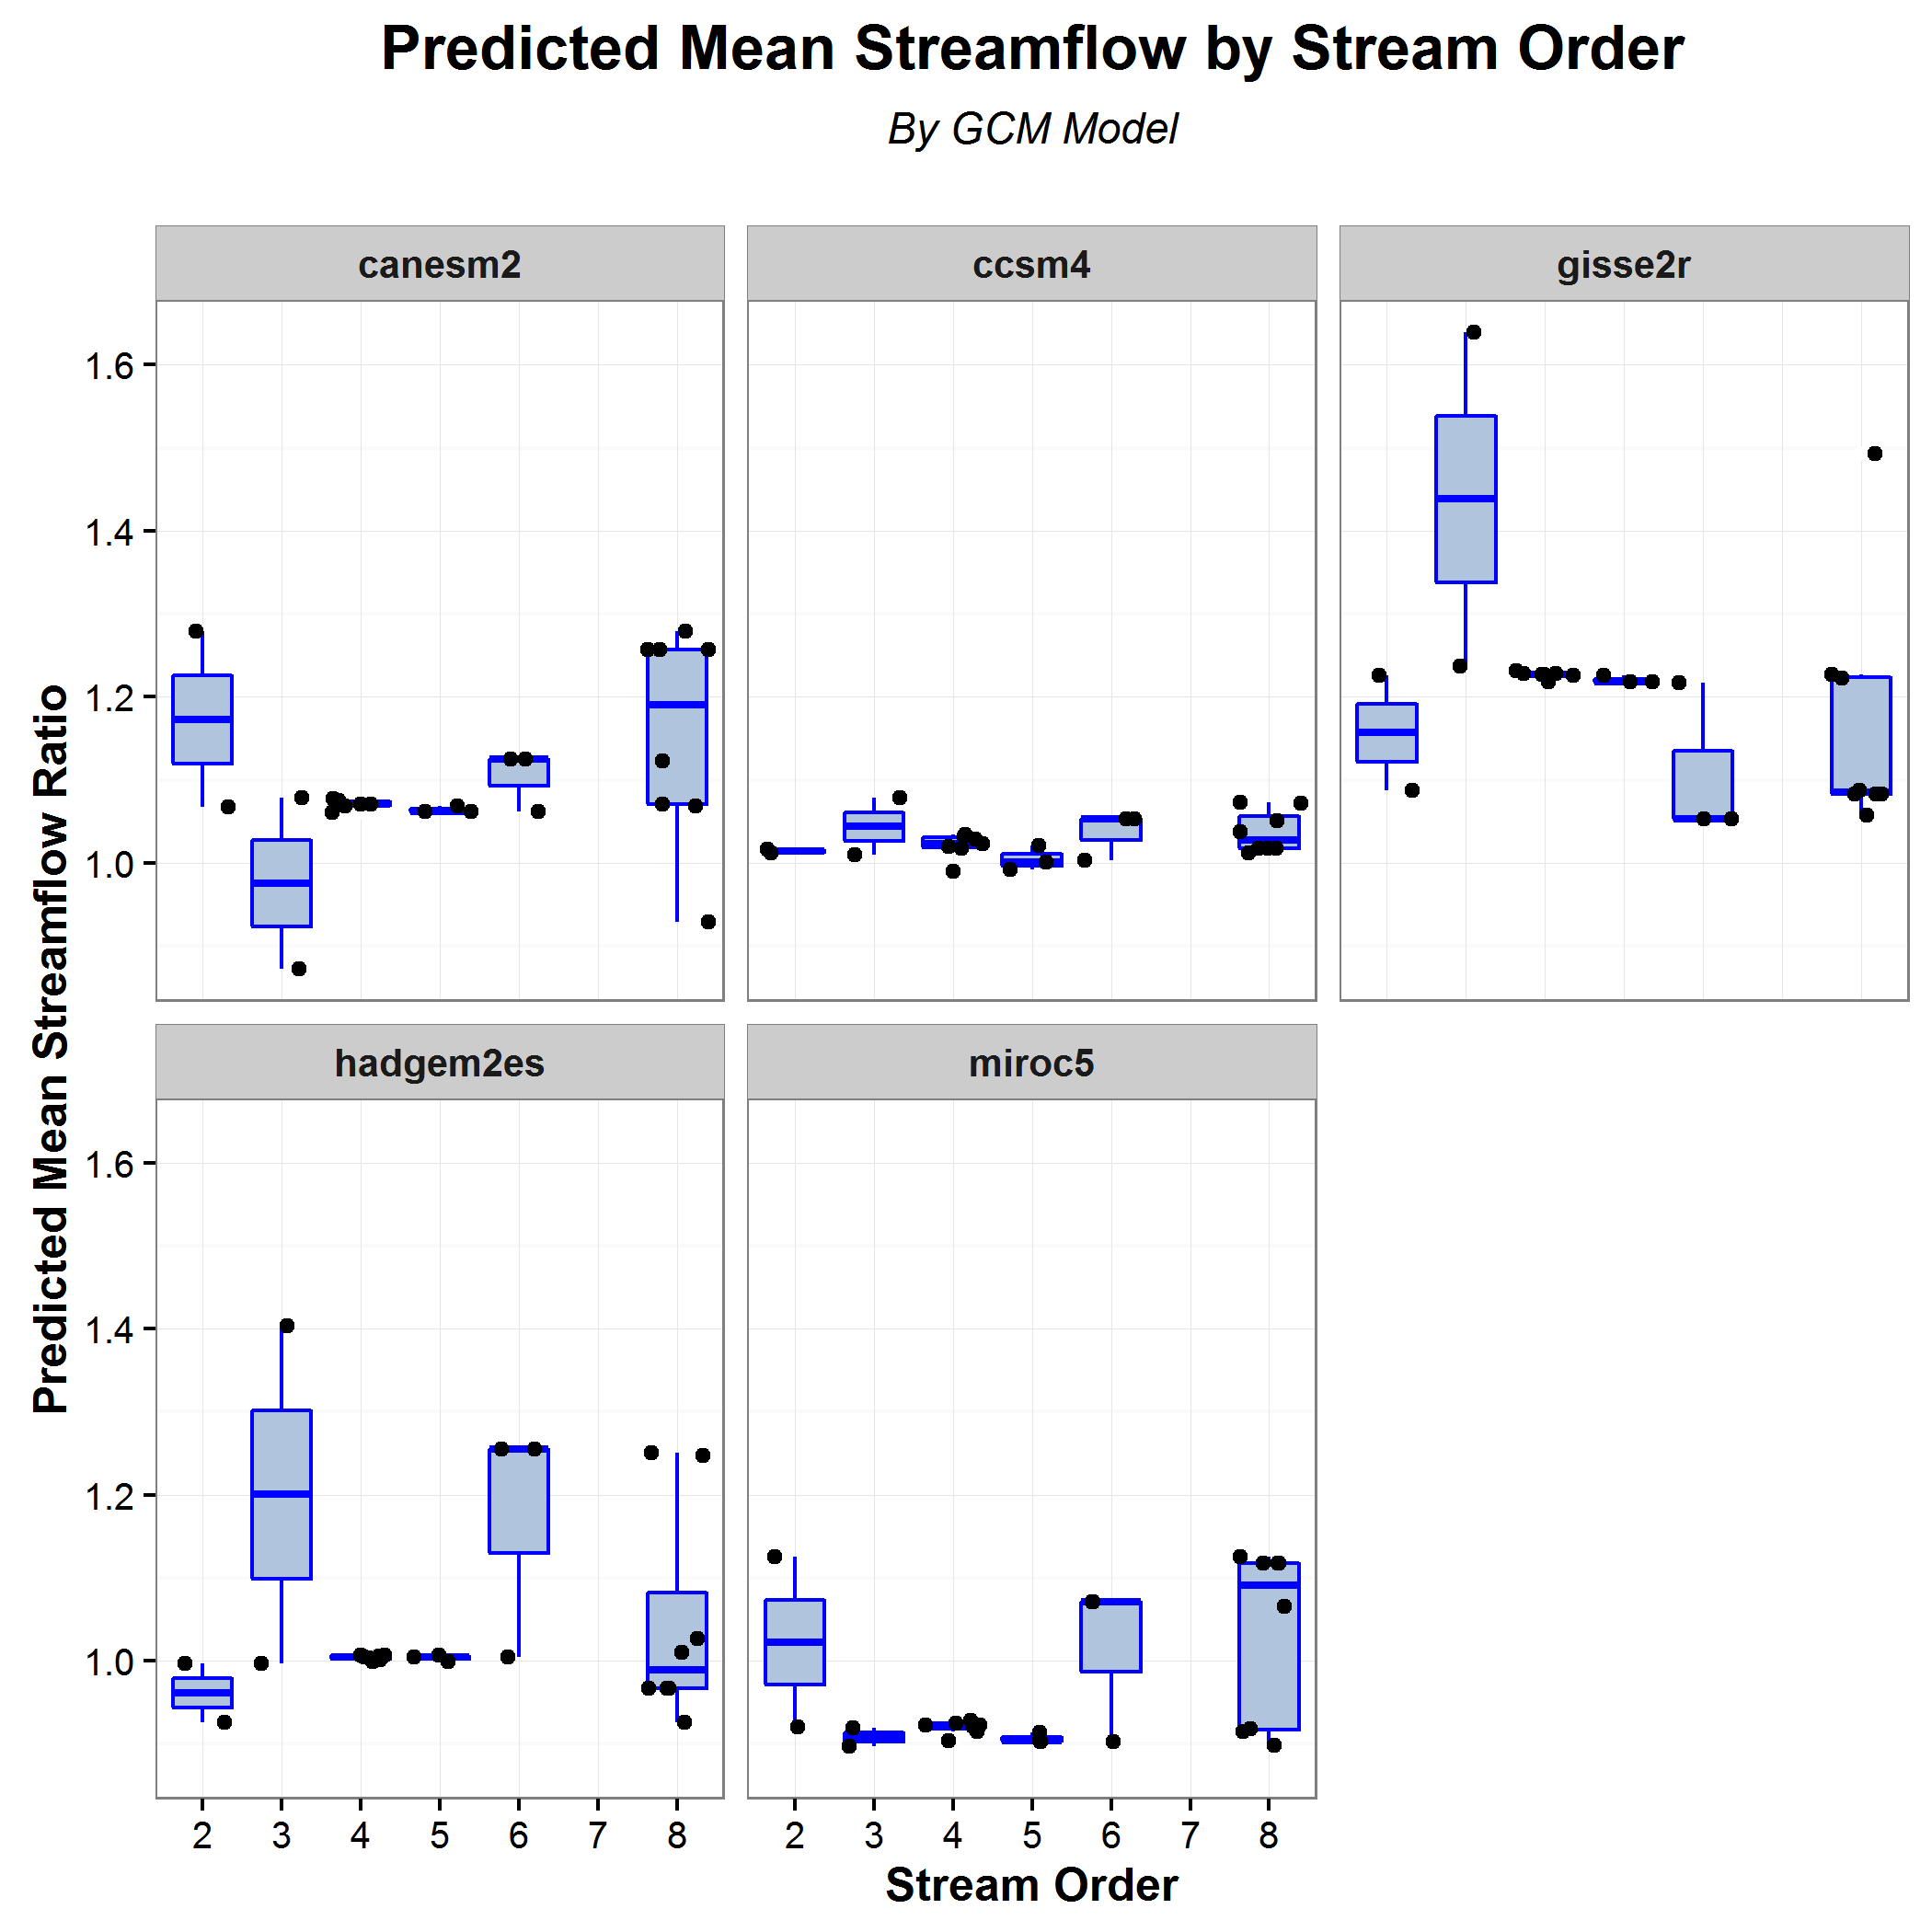 Predicted Mean Streamflow by Stream Order
By GCM Model
canesm2
ccsm4
gisse2r
1.6
1.4
1.2
1.0
Predicted Mean Streamflow Ratio
hadgem2es
miroc5
1.6
1.4
1.2
1.0
2 3 4 5 6 7 8
2 3 4 5 6 7 8
Stream Order